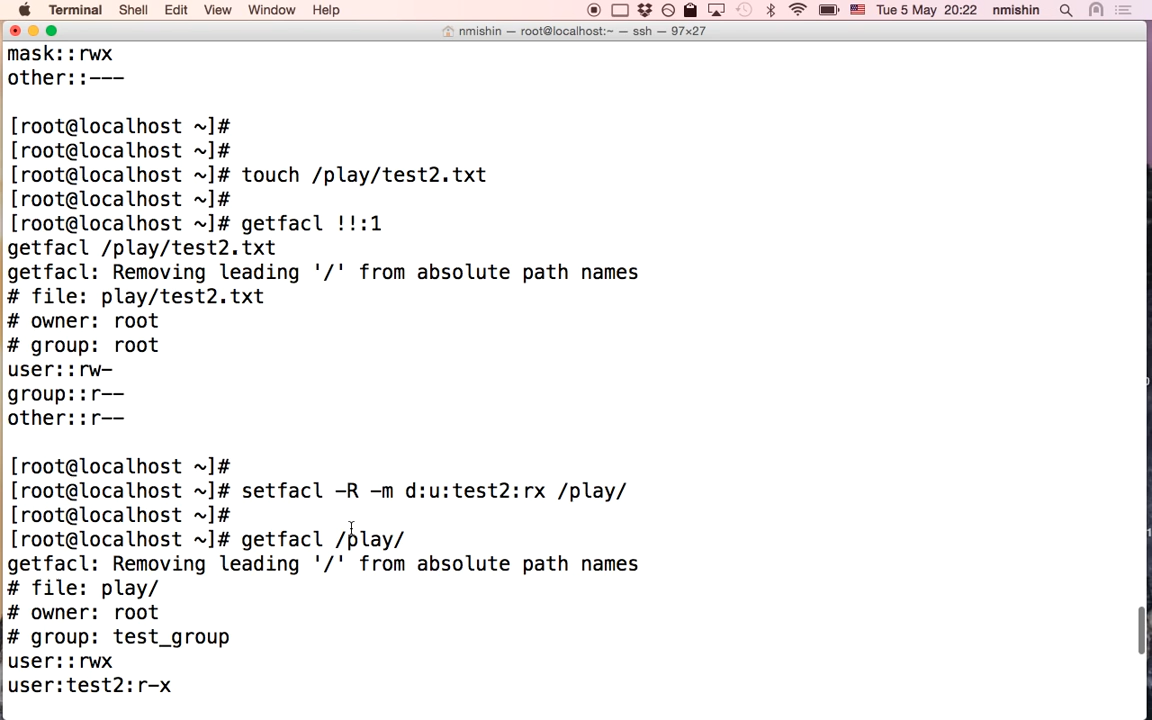 Terminal Shell Edit View Window Help Tue 5 May 20:22 nmishin
nmishin — root@localhost:~ — ssh — 97×27
mask::rwx
other::---
[root@localhost ~]#
[root@localhost ~]#
[root@localhost ~]# touch /play/test2.txt
[root@localhost ~]#
[root@localhost ~]# getfacl !!:1
getfacl /play/test2.txt
getfacl: Removing leading '/' from absolute path names
# file: play/test2.txt
# owner: root
# group: root
user::rw-
group::r--
other::r--
[root@localhost ~]#
[root@localhost ~]# setfacl -R -m d:u:test2:rx /play/
[root@localhost ~]#
[root@localhost ~]# getfacl /play/
getfacl: Removing leading '/' from absolute path names
# file: play/
# owner: root
# group: test_group
user::rwx
user:test2:r-x